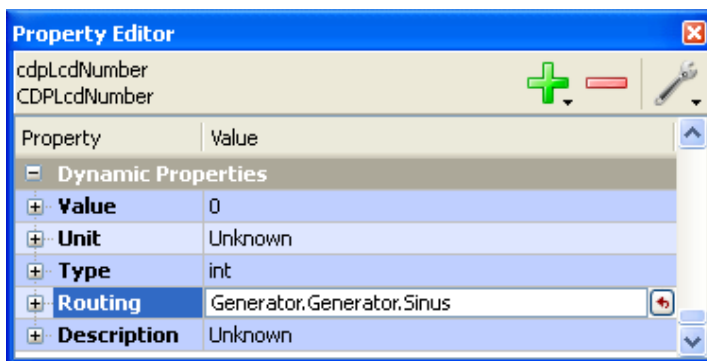 Property Editor
cdpLcdNumber
CDPLcdNumber
Property Value
Dynamic Properties
Value 0
Unit Unknown
Type int
Routing Generator.Generator.Sinus
Description Unknown